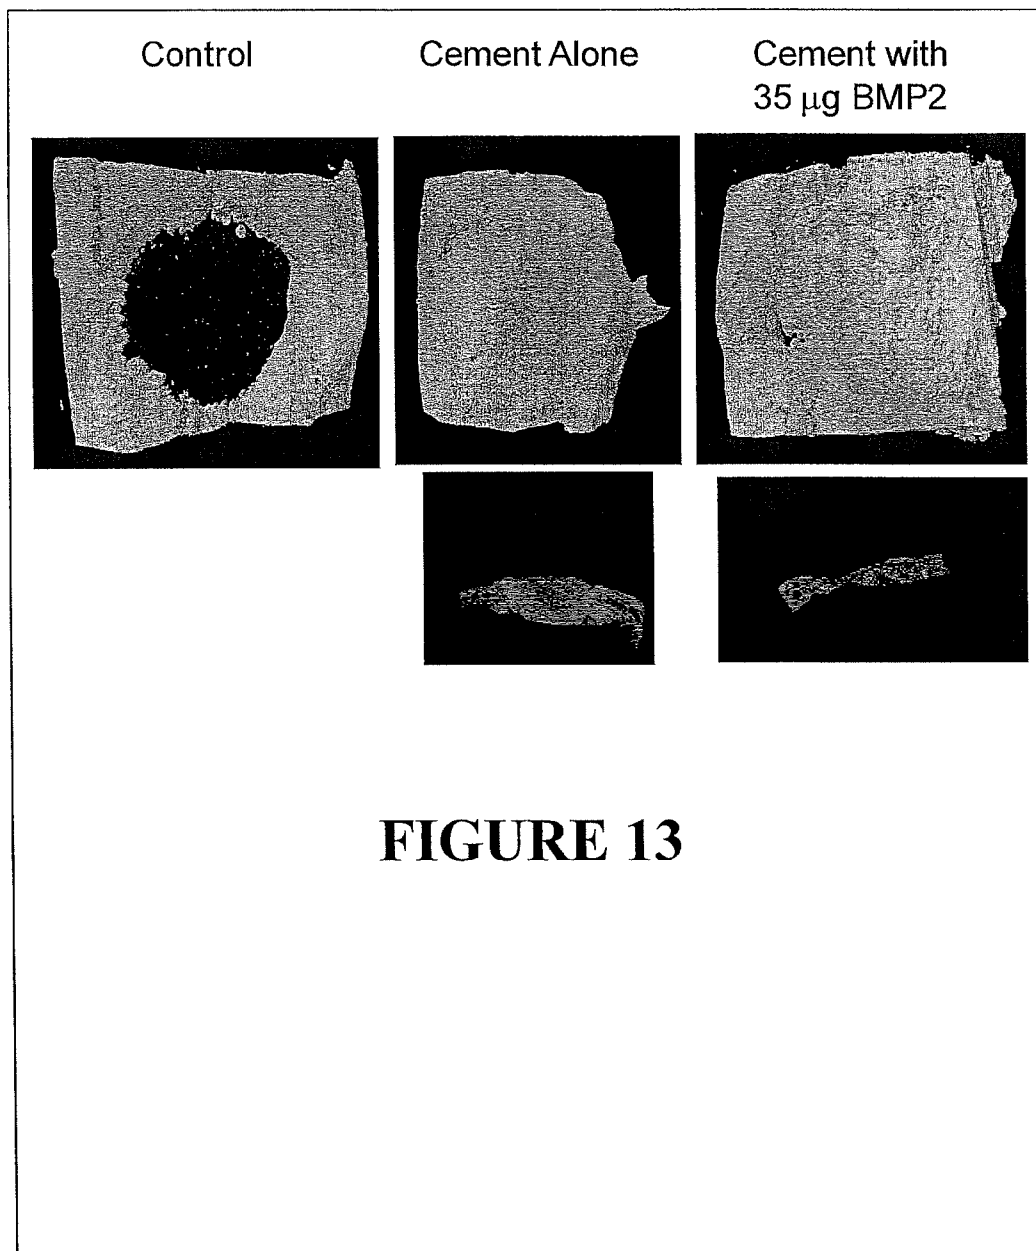 Control
Cement Alone
Cement with
35 μg BMP2
FIGURE 13